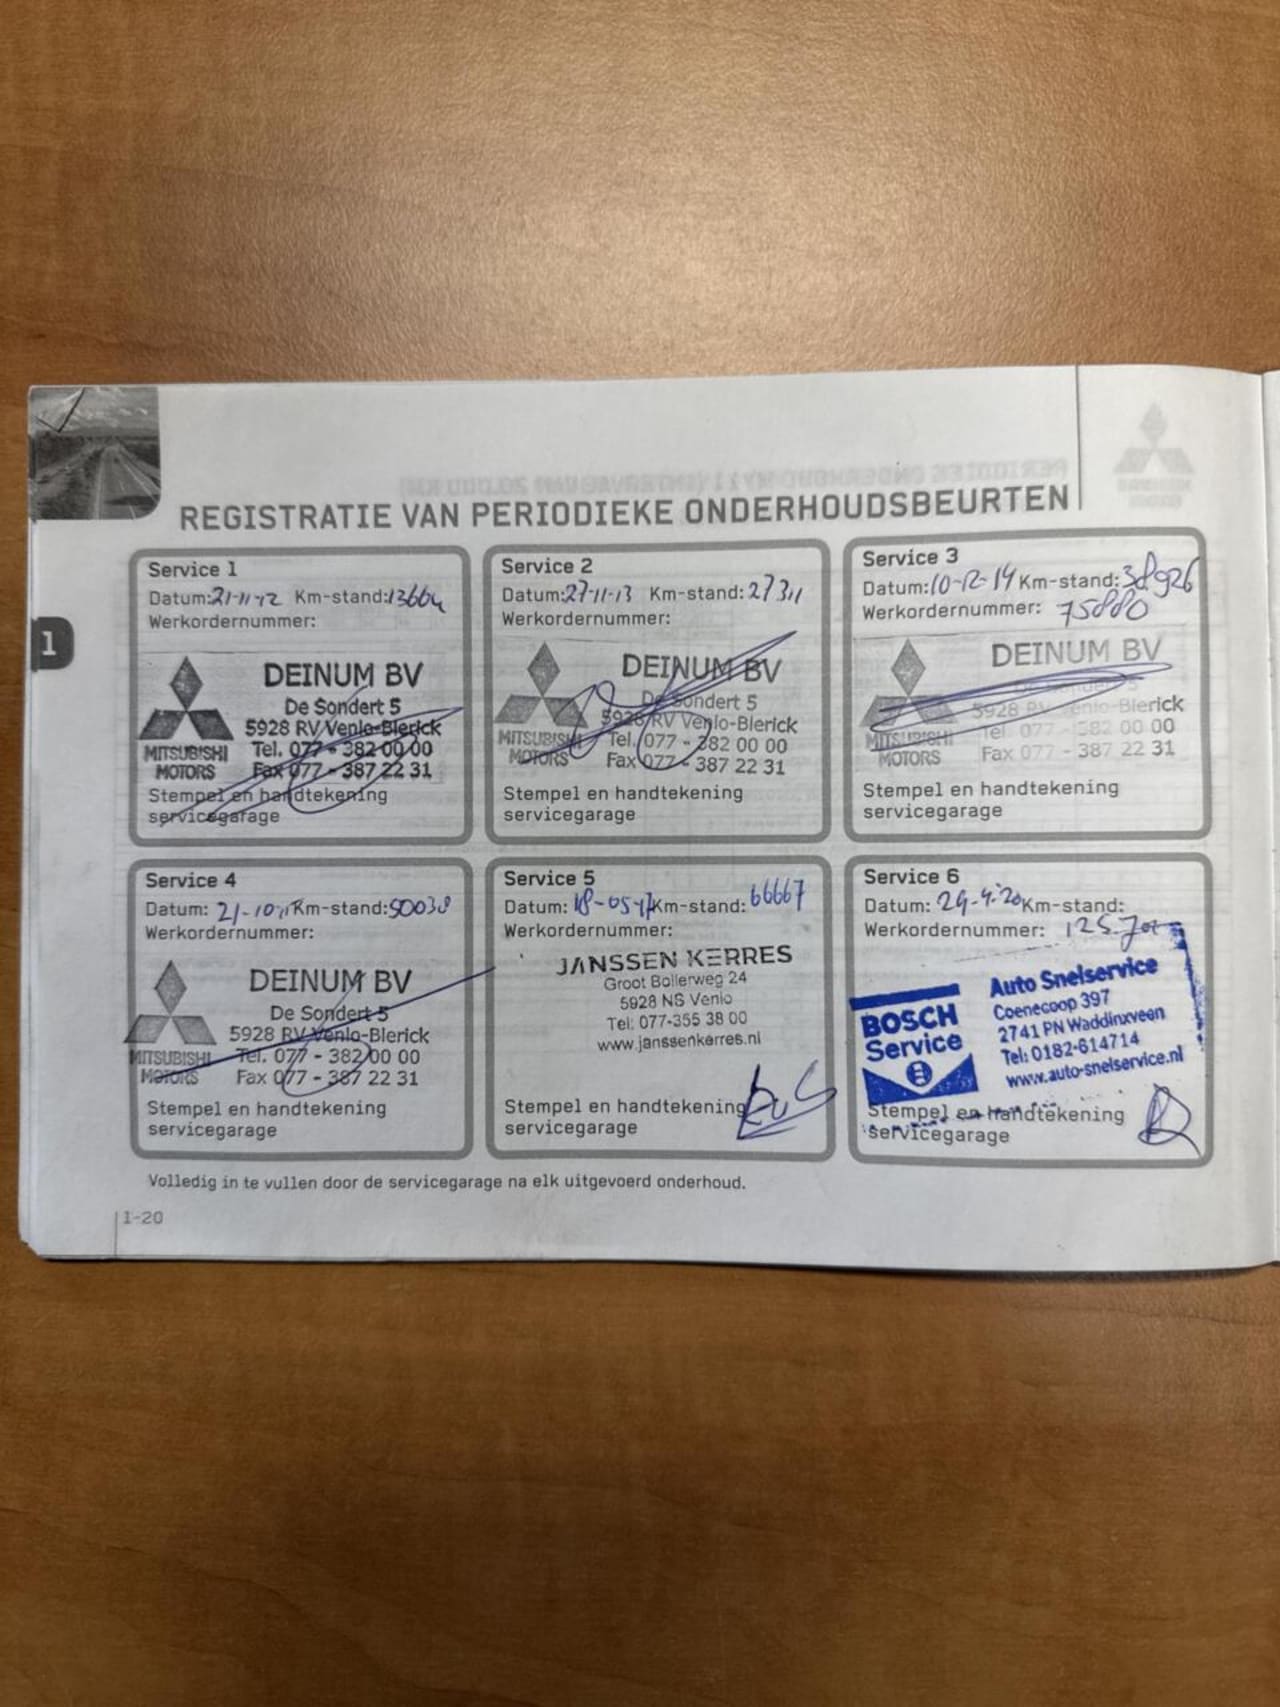 REGISTRATIE VAN PERIODIEKE ONDERHOUDSBEURTEN
1
Service 1
Datum: 21-11-12 Km-stand: 13664
Werkordernummer:
DEINUM BV
De Sondert 5
5928 RV Venlo-Blerick
Tel. 077 - 382 00 00
Fax 077 - 387 22 31
MITSUBISHI
MOTORS
Stempel en handtekening
servicegarage
Service 2
Datum: 27-11-13 Km-stand: 27311
Werkordernummer:
DEINUM BV
De Sondert 5
5928 RV Venlo-Blerick
Tel. 077 - 382 00 00
Fax 077 - 387 22 31
MITSUBISHI
MOTORS
Stempel en handtekening
servicegarage
Service 3
Datum: 10-12-14 Km-stand: 38926
Werkordernummer: 75880
DEINUM BV
5928 RV Venlo-Blerick
Tel 077 - 382 00 00
Fax 077 - 387 22 31
MITSUBISHI
MOTORS
Stempel en handtekening
servicegarage
Service 4
Datum: 21-10- Km-stand: 50038
Werkordernummer:
DEINUM BV
De Sondert 5
5928 RV Venlo-Blerick
Tel. 077 - 382 00 00
Fax 077 - 387 22 31
MITSUBISHI
MOTORS
Stempel en handtekening
servicegarage
Service 5
Datum: 18-05-17 Km-stand: 66667
Werkordernummer:
JANSSEN KERRES
Groot Bollerweg 24
5928 NS Venlo
Tel: 077-355 38 00
www.janssenkerres.nl
Stempel en handtekening
servicegarage
Service 6
Datum: 29-4-20 Km-stand:
Werkordernummer:
BOSCH
Service
Auto Snelservice
Coenecoop 397
2741 PN Waddinxveen
Tel: 0182-614714
www.auto-snelservice.nl
Stempel en handtekening
servicegarage
Volledig in te vullen door de servicegarage na elk uitgevoerd onderhoud.
1-20